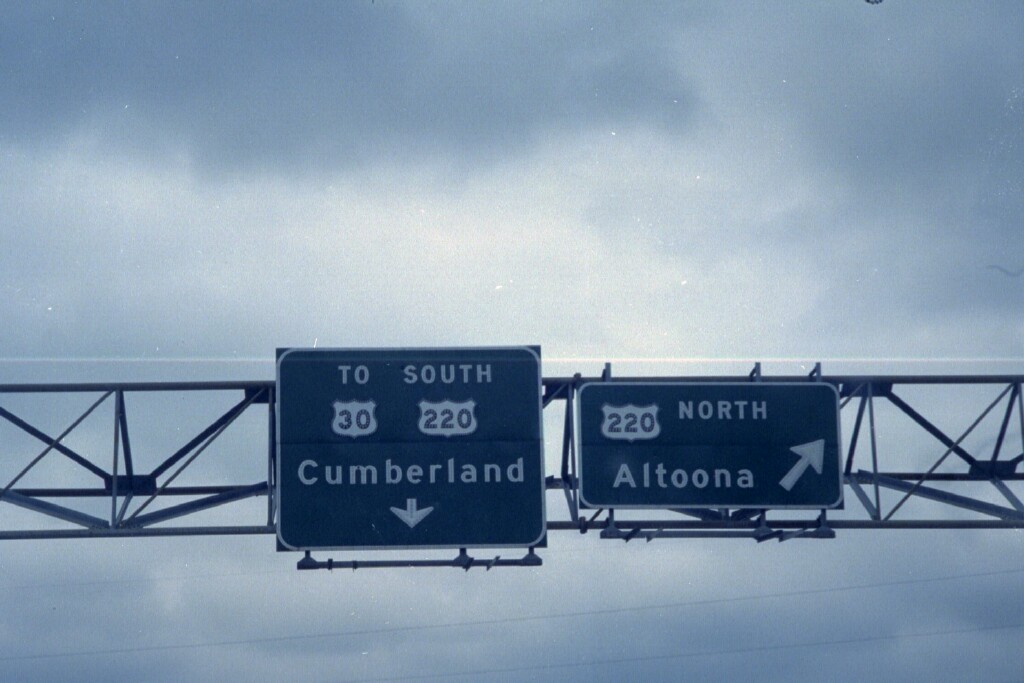 TO SOUTH
30 220
Cumberland
220 NORTH
Altoona